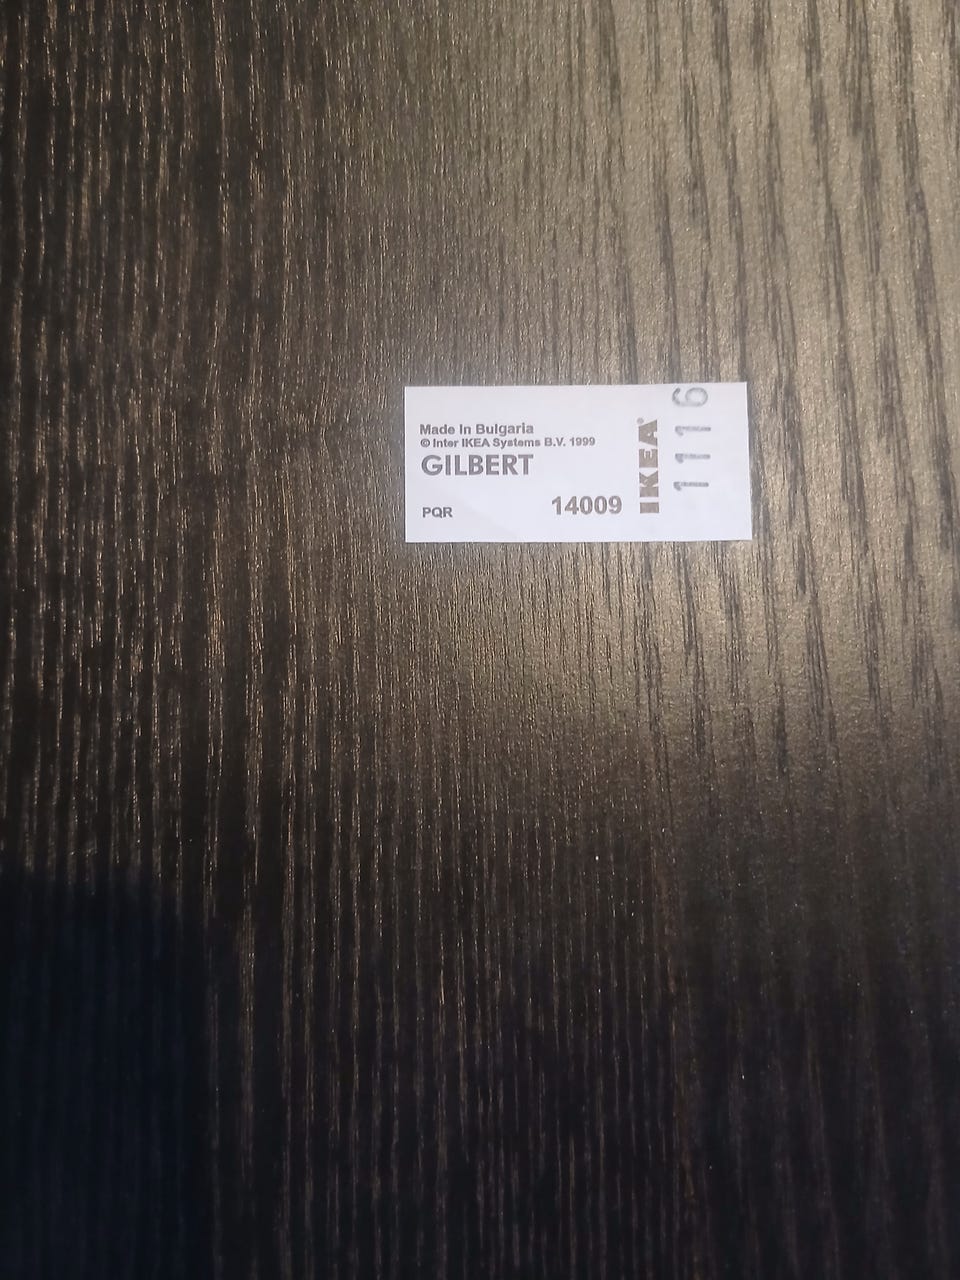 Made In Bulgaria
© Inter IKEA Systems B.V. 1999
GILBERT
PQR
14009
IKEA®
1116